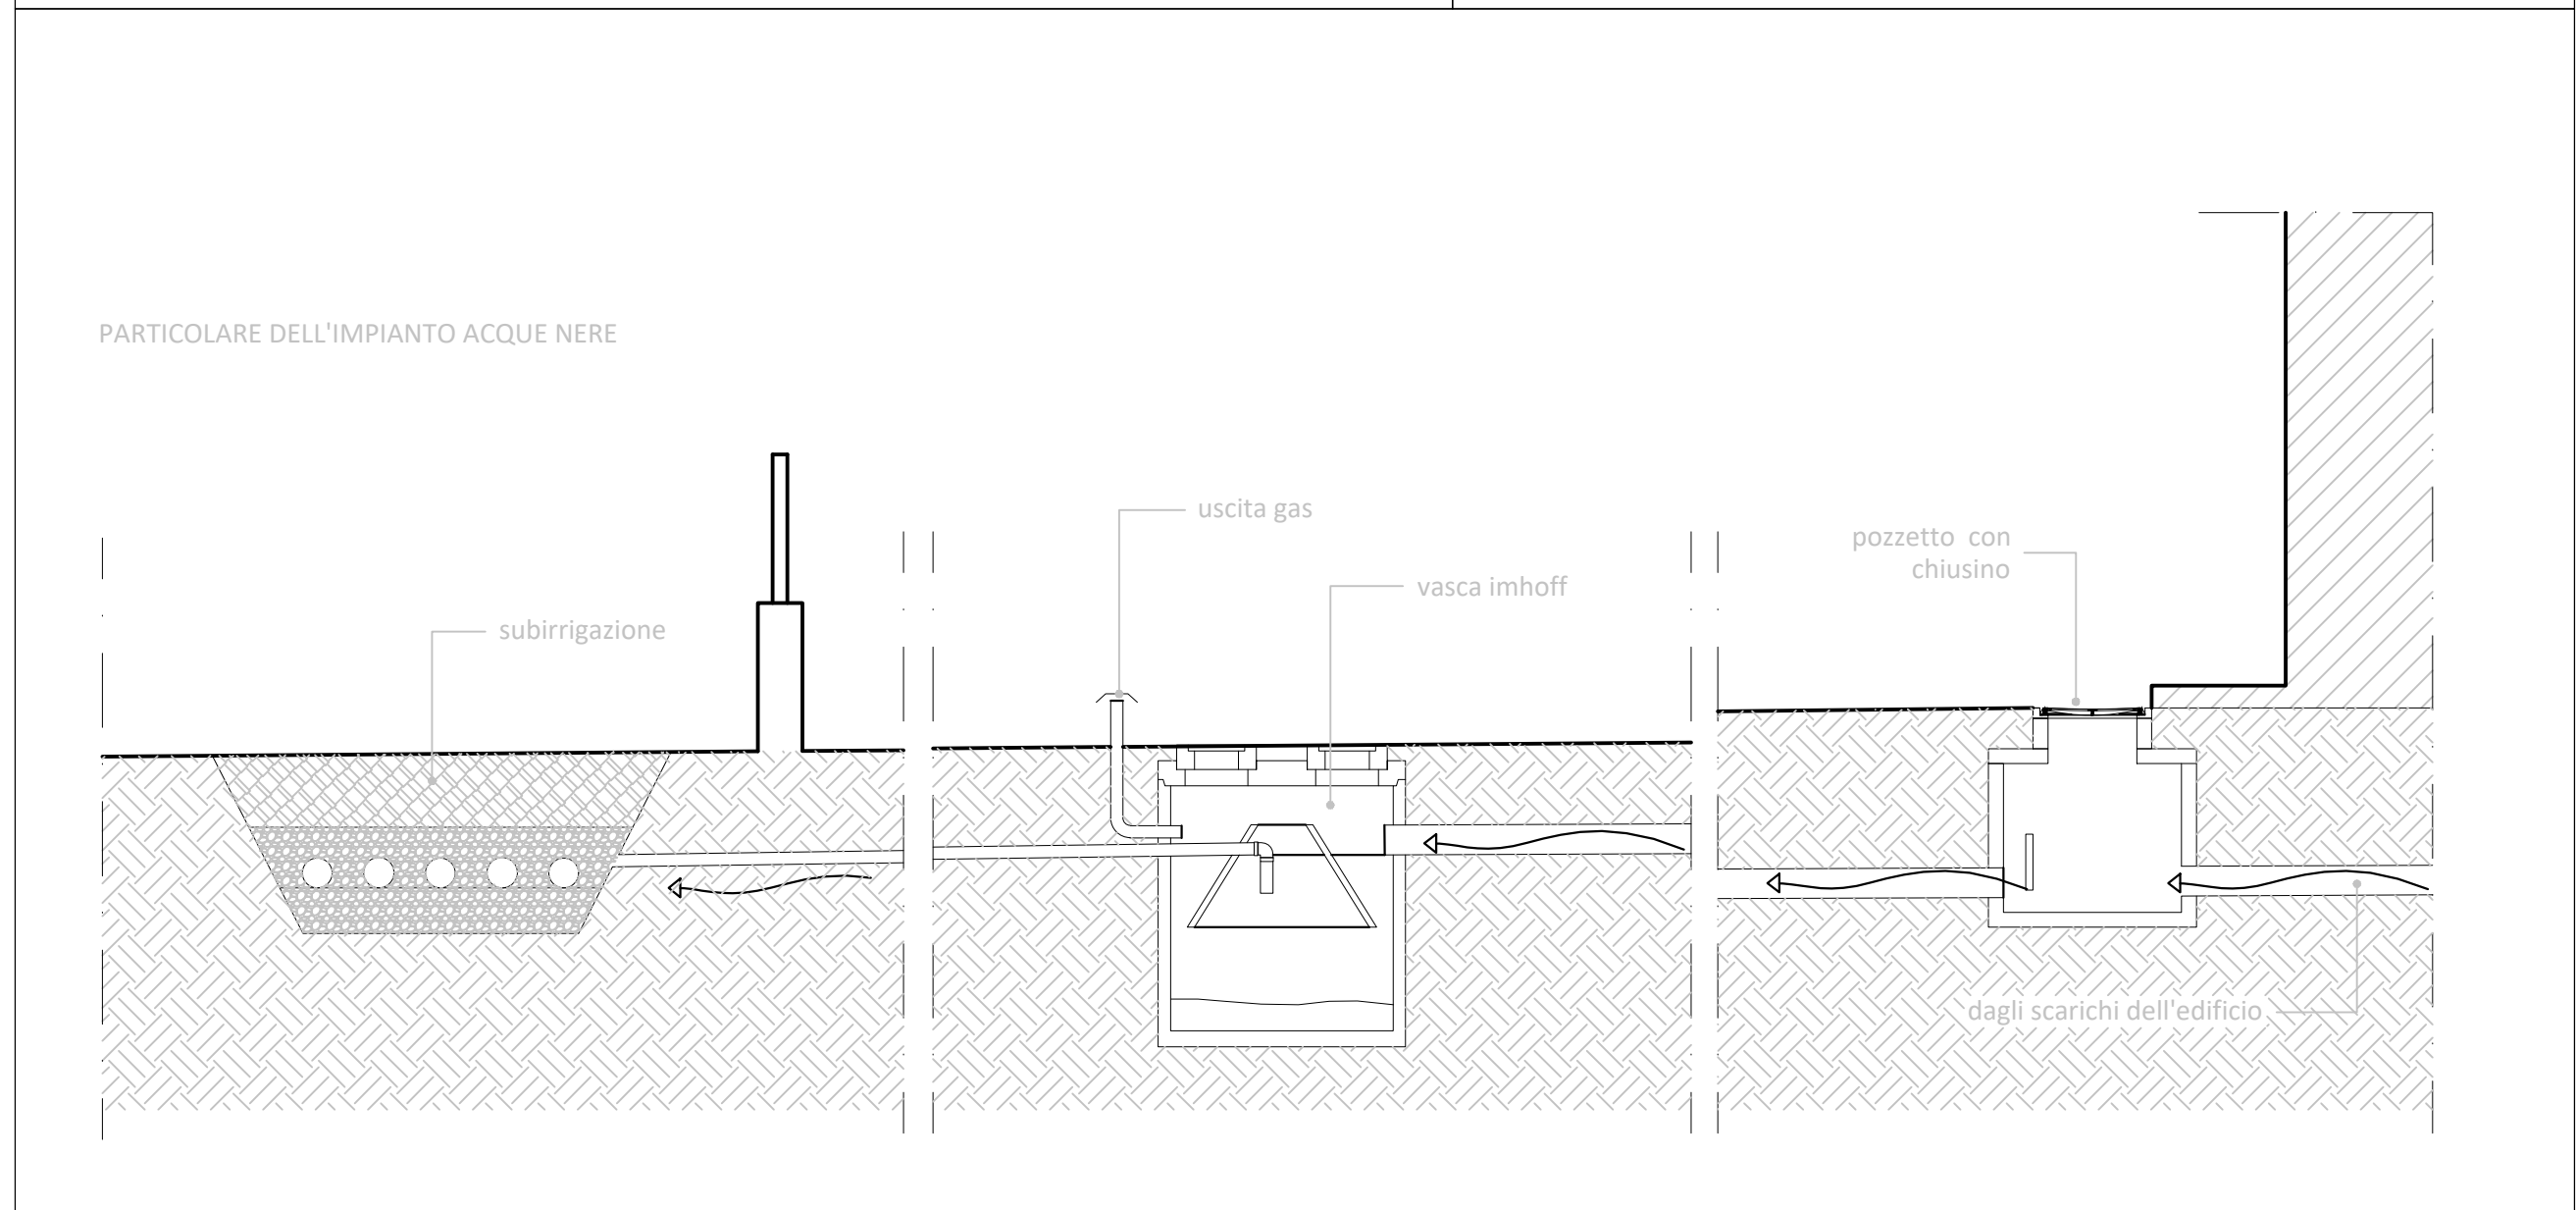 PARTICOLARE DELL'IMPIANTO ACQUE NERE
uscita gas
pozzetto con
chiusino
vasca imhoff
subirrigazione
dagli scarichi dell'edificio